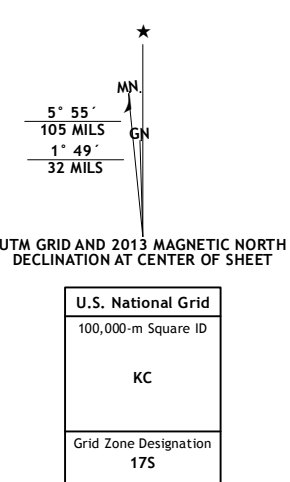 ★
MN.
5° 55´
105 MILS
GN
1° 49´
32 MILS
UTM GRID AND 2013 MAGNETIC NORTH
DECLINATION AT CENTER OF SHEET
U.S. National Grid
100,000-m Square ID
KC
Grid Zone Designation
17S